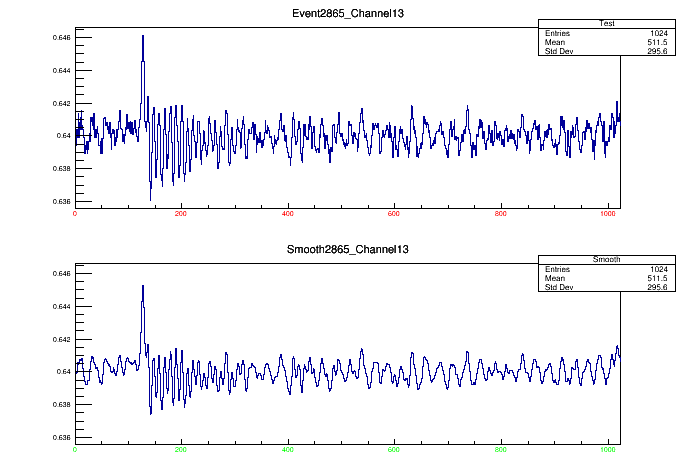 Event2865_Channel13
Test
Entries 1024
Mean 511.5
Std Dev 295.6
0.646
0.644
0.642
0.64
0.638
0.636
0 200 400 600 800 1000
Smooth2865_Channel13
Smooth
Entries 1024
Mean 511.5
Std Dev 295.6
0.646
0.644
0.642
0.64
0.638
0.636
0 200 400 600 800 1000